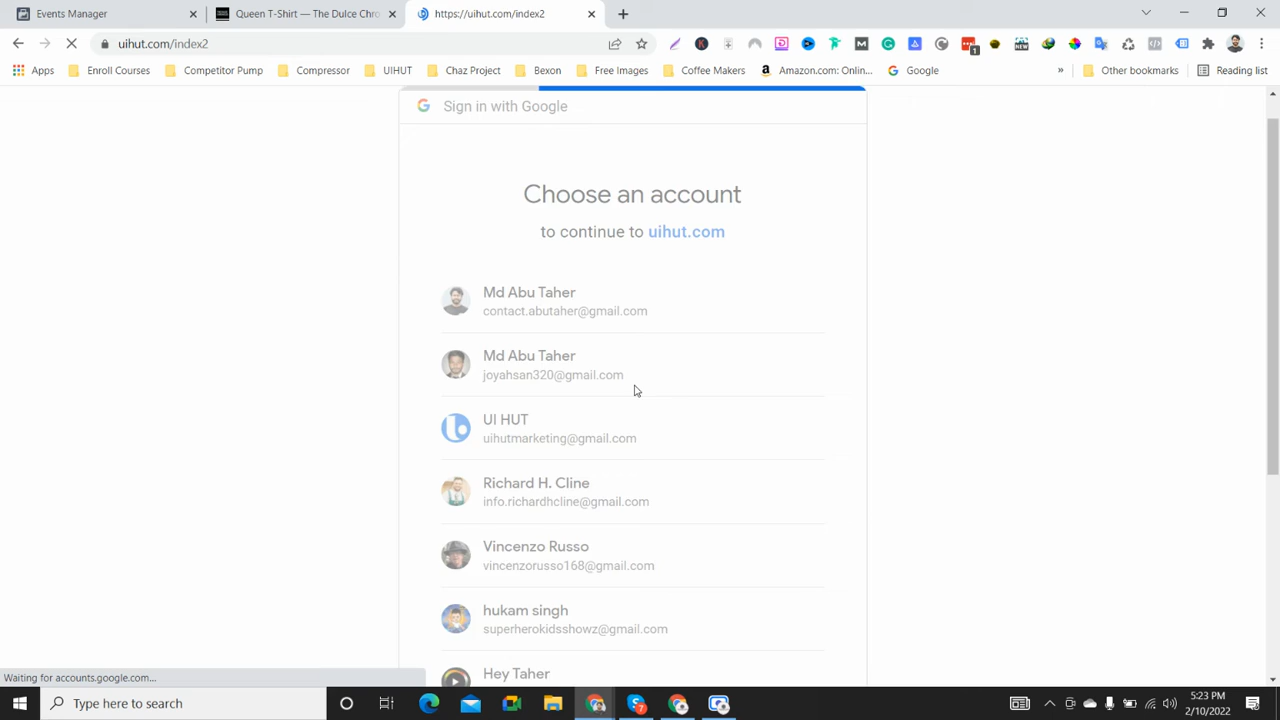 Events Manager
Queen T-Shirt — The Dulce Chro
https://uihut.com/index2
uihut.com/index2
Apps
Enroll Courses
Competitor Pump
Compressor
UIHUT
Chaz Project
Bexon
Free Images
Coffee Makers
Amazon.com: Onlin...
Google
»
Other bookmarks
Reading list
Sign in with Google
Choose an account
to continue to uihut.com
Md Abu Taher
contact.abutaher@gmail.com
Md Abu Taher
joyahsan320@gmail.com
UI HUT
uihutmarketing@gmail.com
Richard H. Cline
info.richardhcline@gmail.com
Vincenzo Russo
vincenzorusso168@gmail.com
hukam singh
superherokidsshowz@gmail.com
Hey Taher
Waiting for accounts.google.com...
Type here to search
5:23 PM
2/10/2022